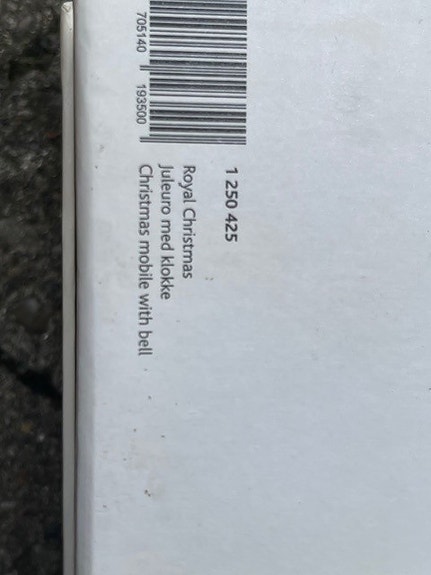 705140 193500
1 250 425
Royal Christmas
Juleuro med klokke
Christmas mobile with bell